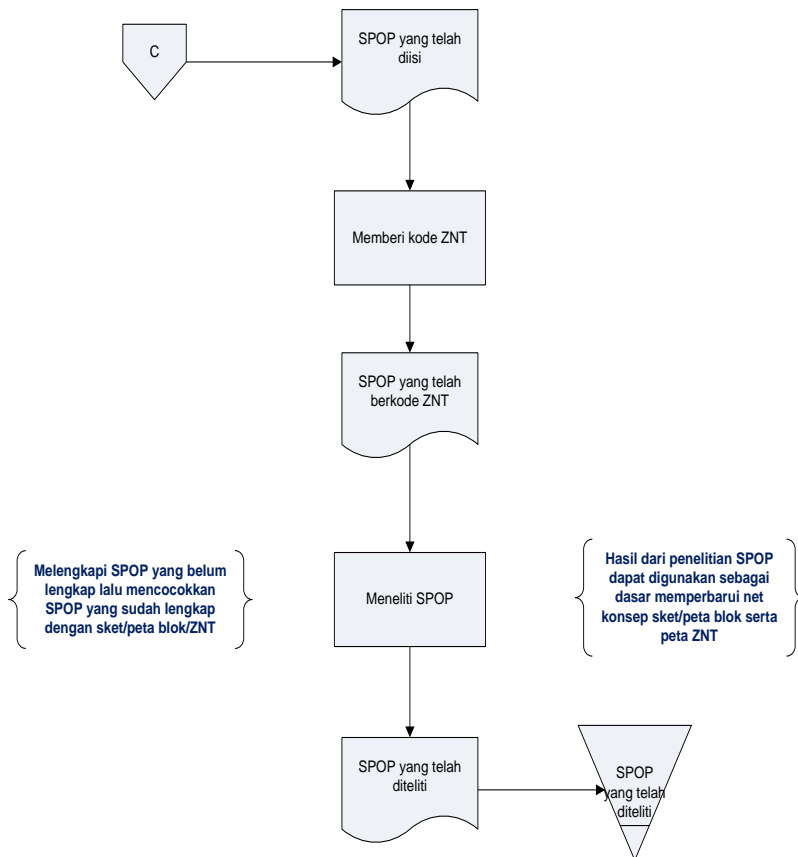 C
SPOP yang telah
diisi
Memberi kode ZNT
SPOP yang telah
berkode ZNT
Melengkapi SPOP yang belum
lengkap lalu mencocokkan
SPOP yang sudah lengkap
dengan sket/peta blok/ZNT
Meneliti SPOP
Hasil dari penelitian SPOP
dapat digunakan sebagai
dasar memperbarui net
konsep sket/peta blok serta
peta ZNT
SPOP yang telah
diteliti
SPOP
yang telah
diteliti